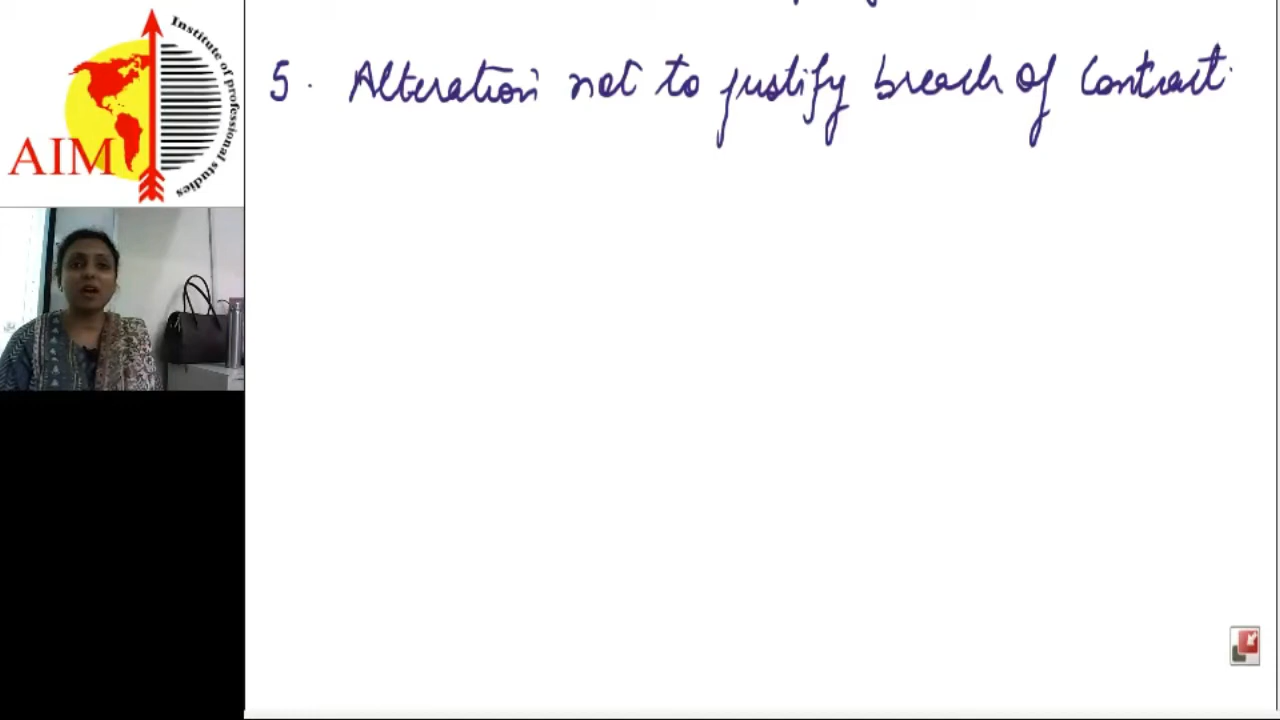 AIM
Institute of professional studies
5. Alteration not to justify breach of Contract.